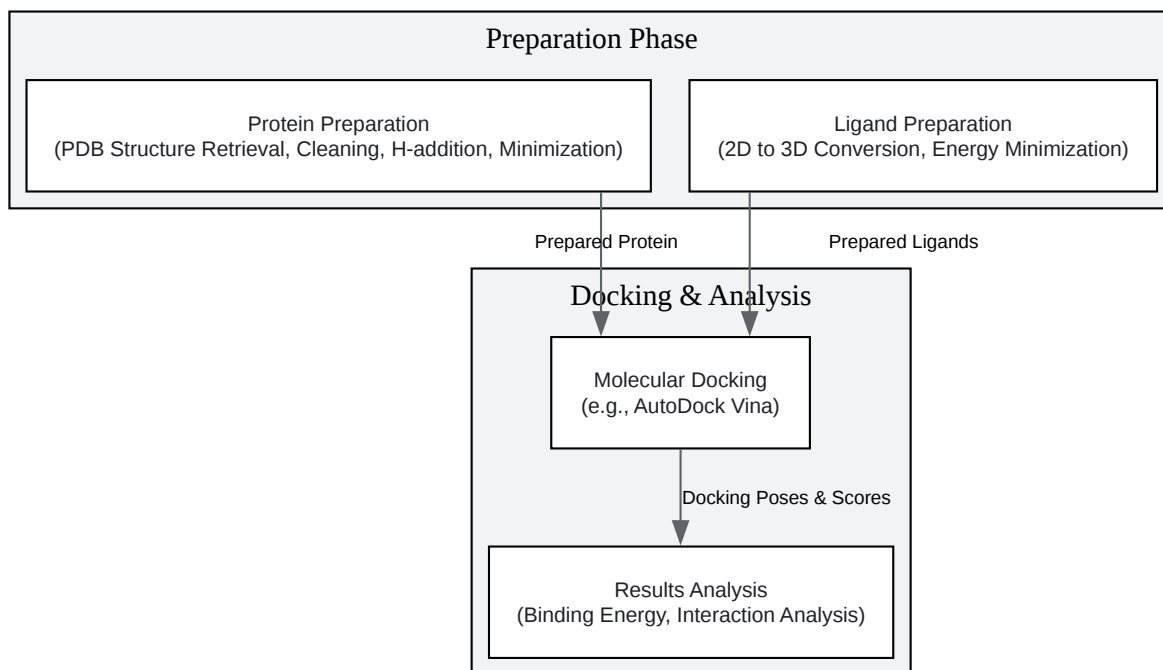 Preparation Phase
Protein Preparation
(PDB Structure Retrieval, Cleaning, H-addition, Minimization)
Ligand Preparation
(2D to 3D Conversion, Energy Minimization)
Prepared Protein
Prepared Ligands
Docking & Analysis
Molecular Docking
(e.g., AutoDock Vina)
Docking Poses & Scores
Results Analysis
(Binding Energy, Interaction Analysis)